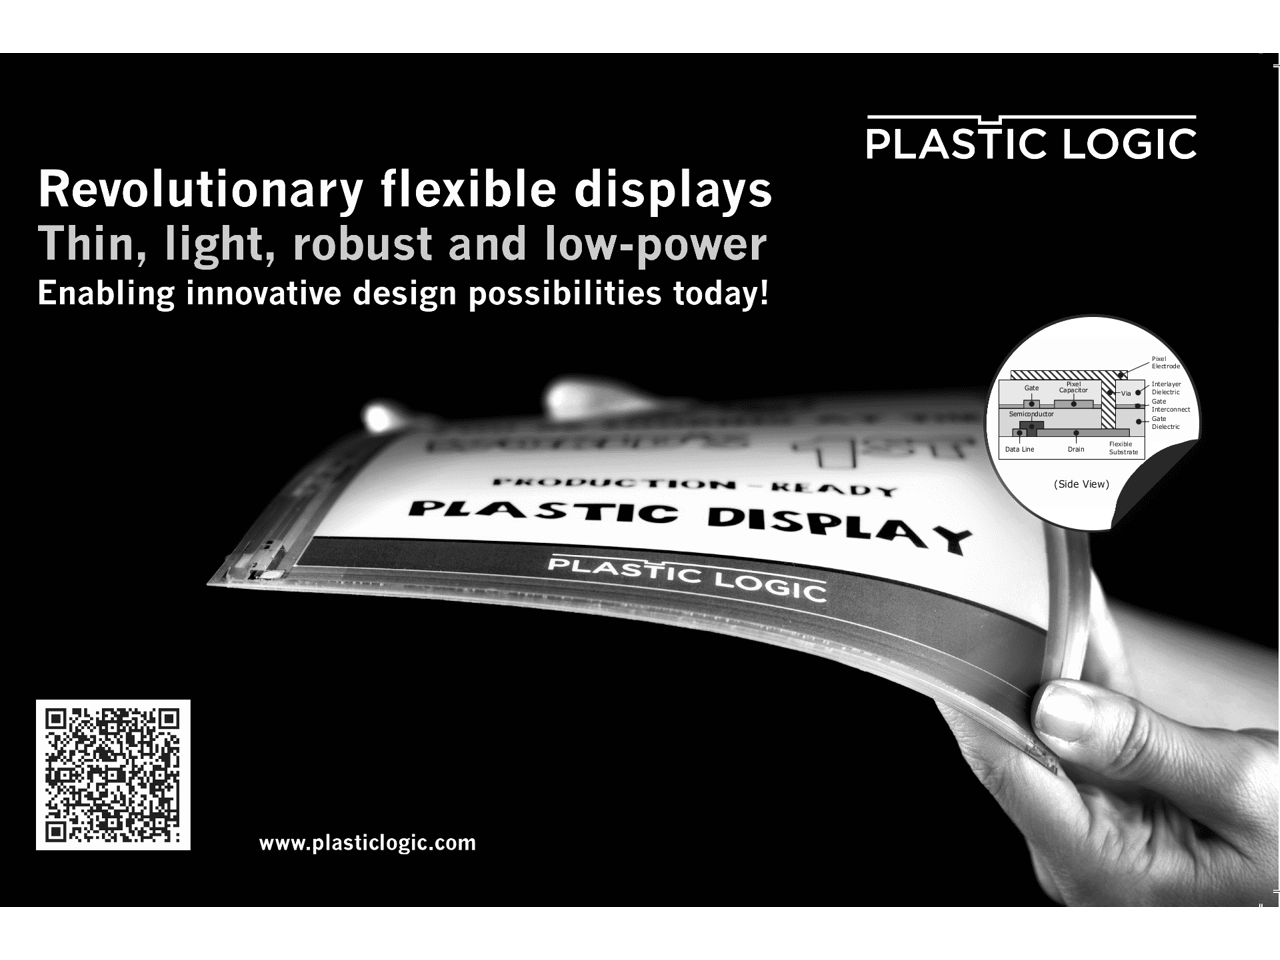 PLASTIC LOGIC
Revolutionary flexible displays
Thin, light, robust and low-power
Enabling innovative design possibilities today!
Pixel
Electrode
Gate
Pixel
Capacitor
Via
Interlayer
Dielectric
Gate
Interconnect
Semiconductor
Gate
Dielectric
Data Line
Drain
Flexible
Substrate
(Side View)
WORLD'S 1ST
PRODUCTION - READY
PLASTIC DISPLAY
PLASTIC LOGIC
www.plasticlogic.com